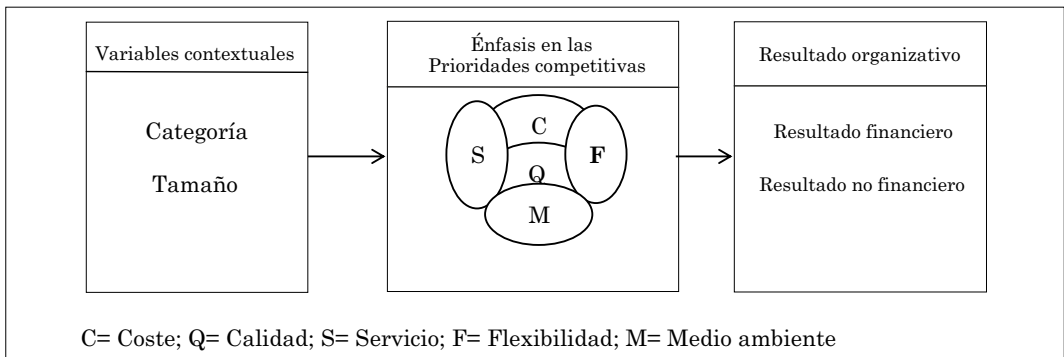 Variables contextuales
Categoría
Tamaño
Énfasis en las
Prioridades competitivas
C
S
F
Q
M
Resultado organizativo
Resultado financiero
Resultado no financiero
C= Coste; Q= Calidad; S= Servicio; F= Flexibilidad; M= Medio ambiente